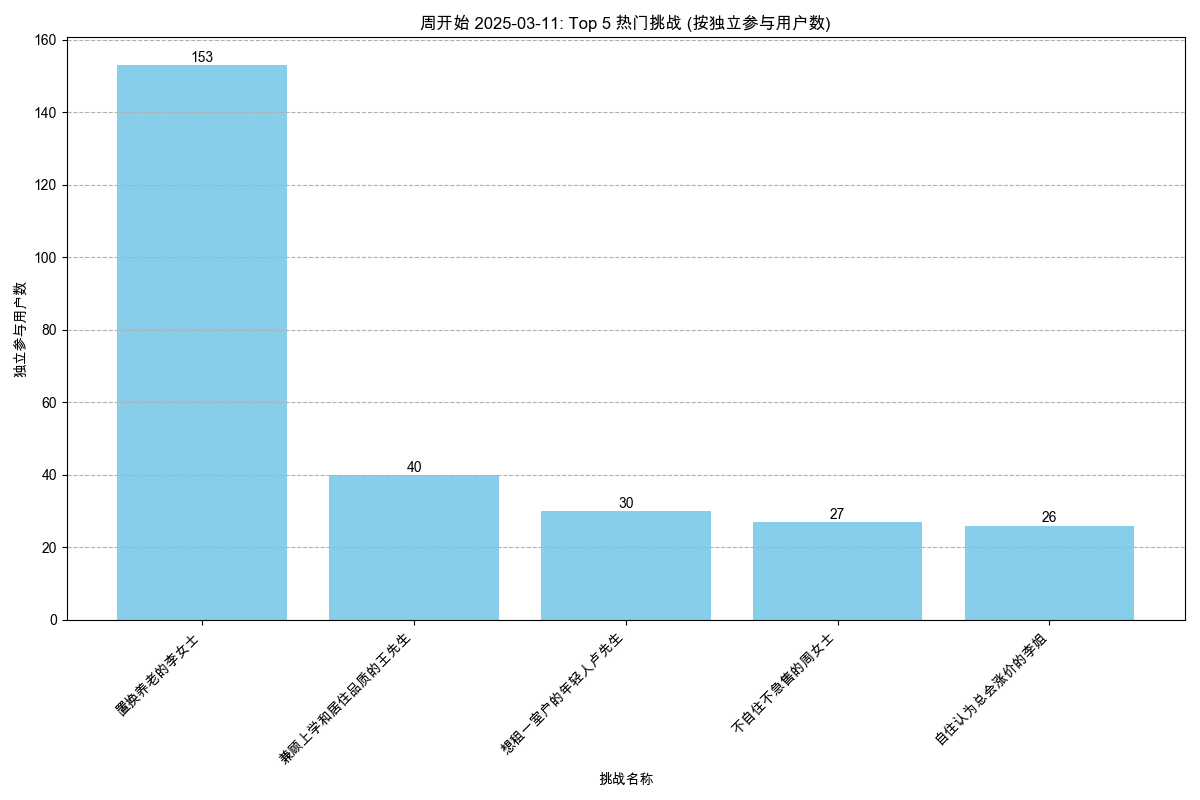 周开始 2025-03-11: Top 5 热门挑战 (按独立参与用户数)
独立参与用户数
160
140
120
100
80
60
40
20
0
153
40
30
27
26
置换养老的李女士
兼顾上学和居住品质的王先生
想租一室户的年轻人卢先生
不自住不急售的周女士
自住认为总会涨价的李姐
挑战名称